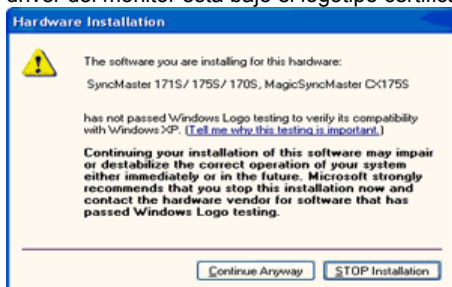 driver del monitor está bajo el logotipo certific
Hardware Installation
The software you are installing for this hardware:
SyncMaster 171S/ 175S/ 170S, MagicSyncMaster CX175S
has not passed Windows Logo testing to verify its compatibility
with Windows XP. (Tell me why this testing is important.)
Continuing your installation of this software may impair
or destabilize the correct operation of your system
either immediately or in the future. Microsoft strongly
recommends that you stop this installation now and
contact the hardware vendor for software that has
passed Windows Logo testing.
Continue Anyway
STOP Installation